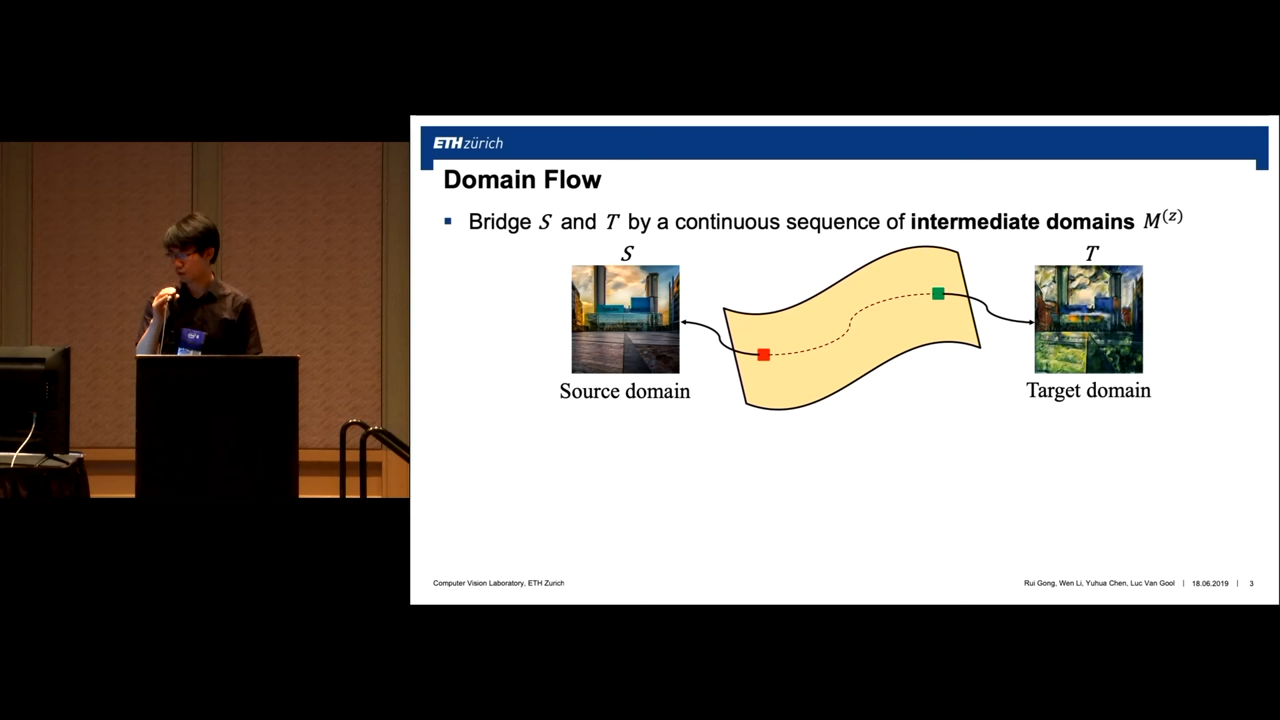 ETH zürich
Domain Flow
Bridge S and T by a continuous sequence of intermediate domains M^(z)
S T
Source domain Target domain
Computer Vision Laboratory, ETH Zurich Rui Gong, Wen Li, Yuhua Chen, Luc Van Gool | 18.06.2019 | 3